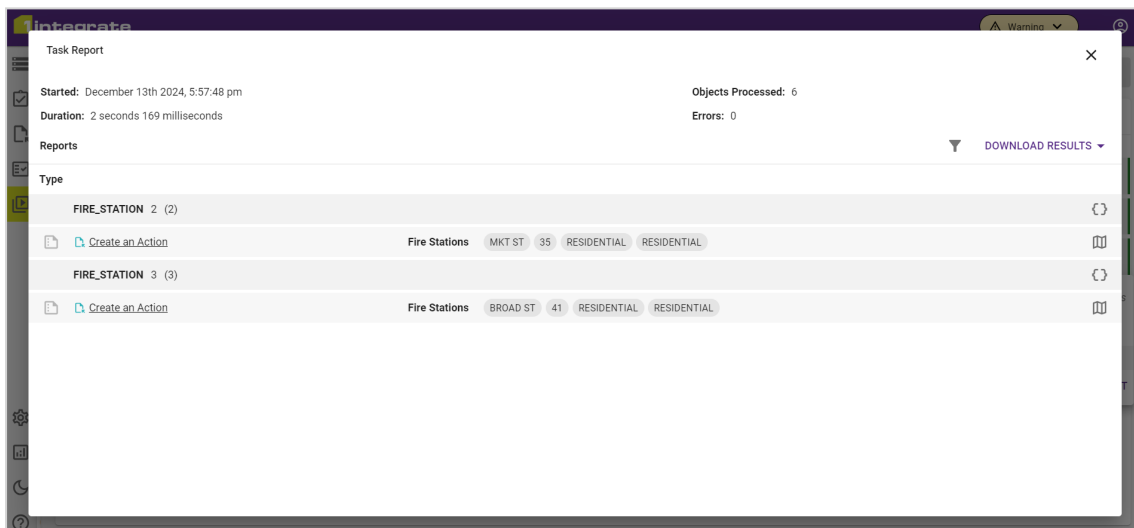 1integrate
Warning
Task Report
Started: December 13th 2024, 5:57:48 pm
Objects Processed: 6
Duration: 2 seconds 169 milliseconds
Errors: 0
Reports
DOWNLOAD RESULTS
Type
FIRE_STATION 2 (2)
{}
Create an Action
Fire Stations MKT ST 35 RESIDENTIAL RESIDENTIAL
FIRE_STATION 3 (3)
{}
Create an Action
Fire Stations BROAD ST 41 RESIDENTIAL RESIDENTIAL